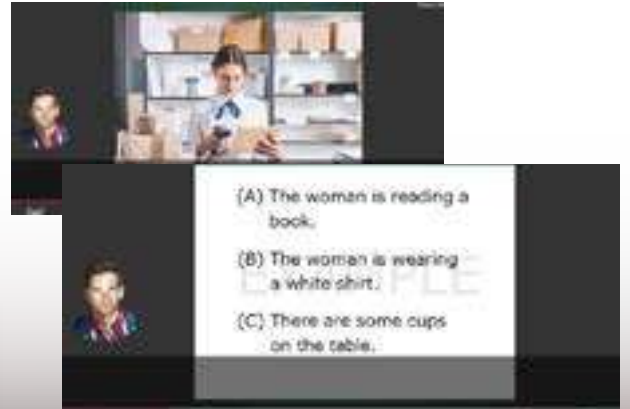 (A) The woman is reading a
book.
(B) The woman is wearing
a white shirt.
(C) There are some cups
on the table.